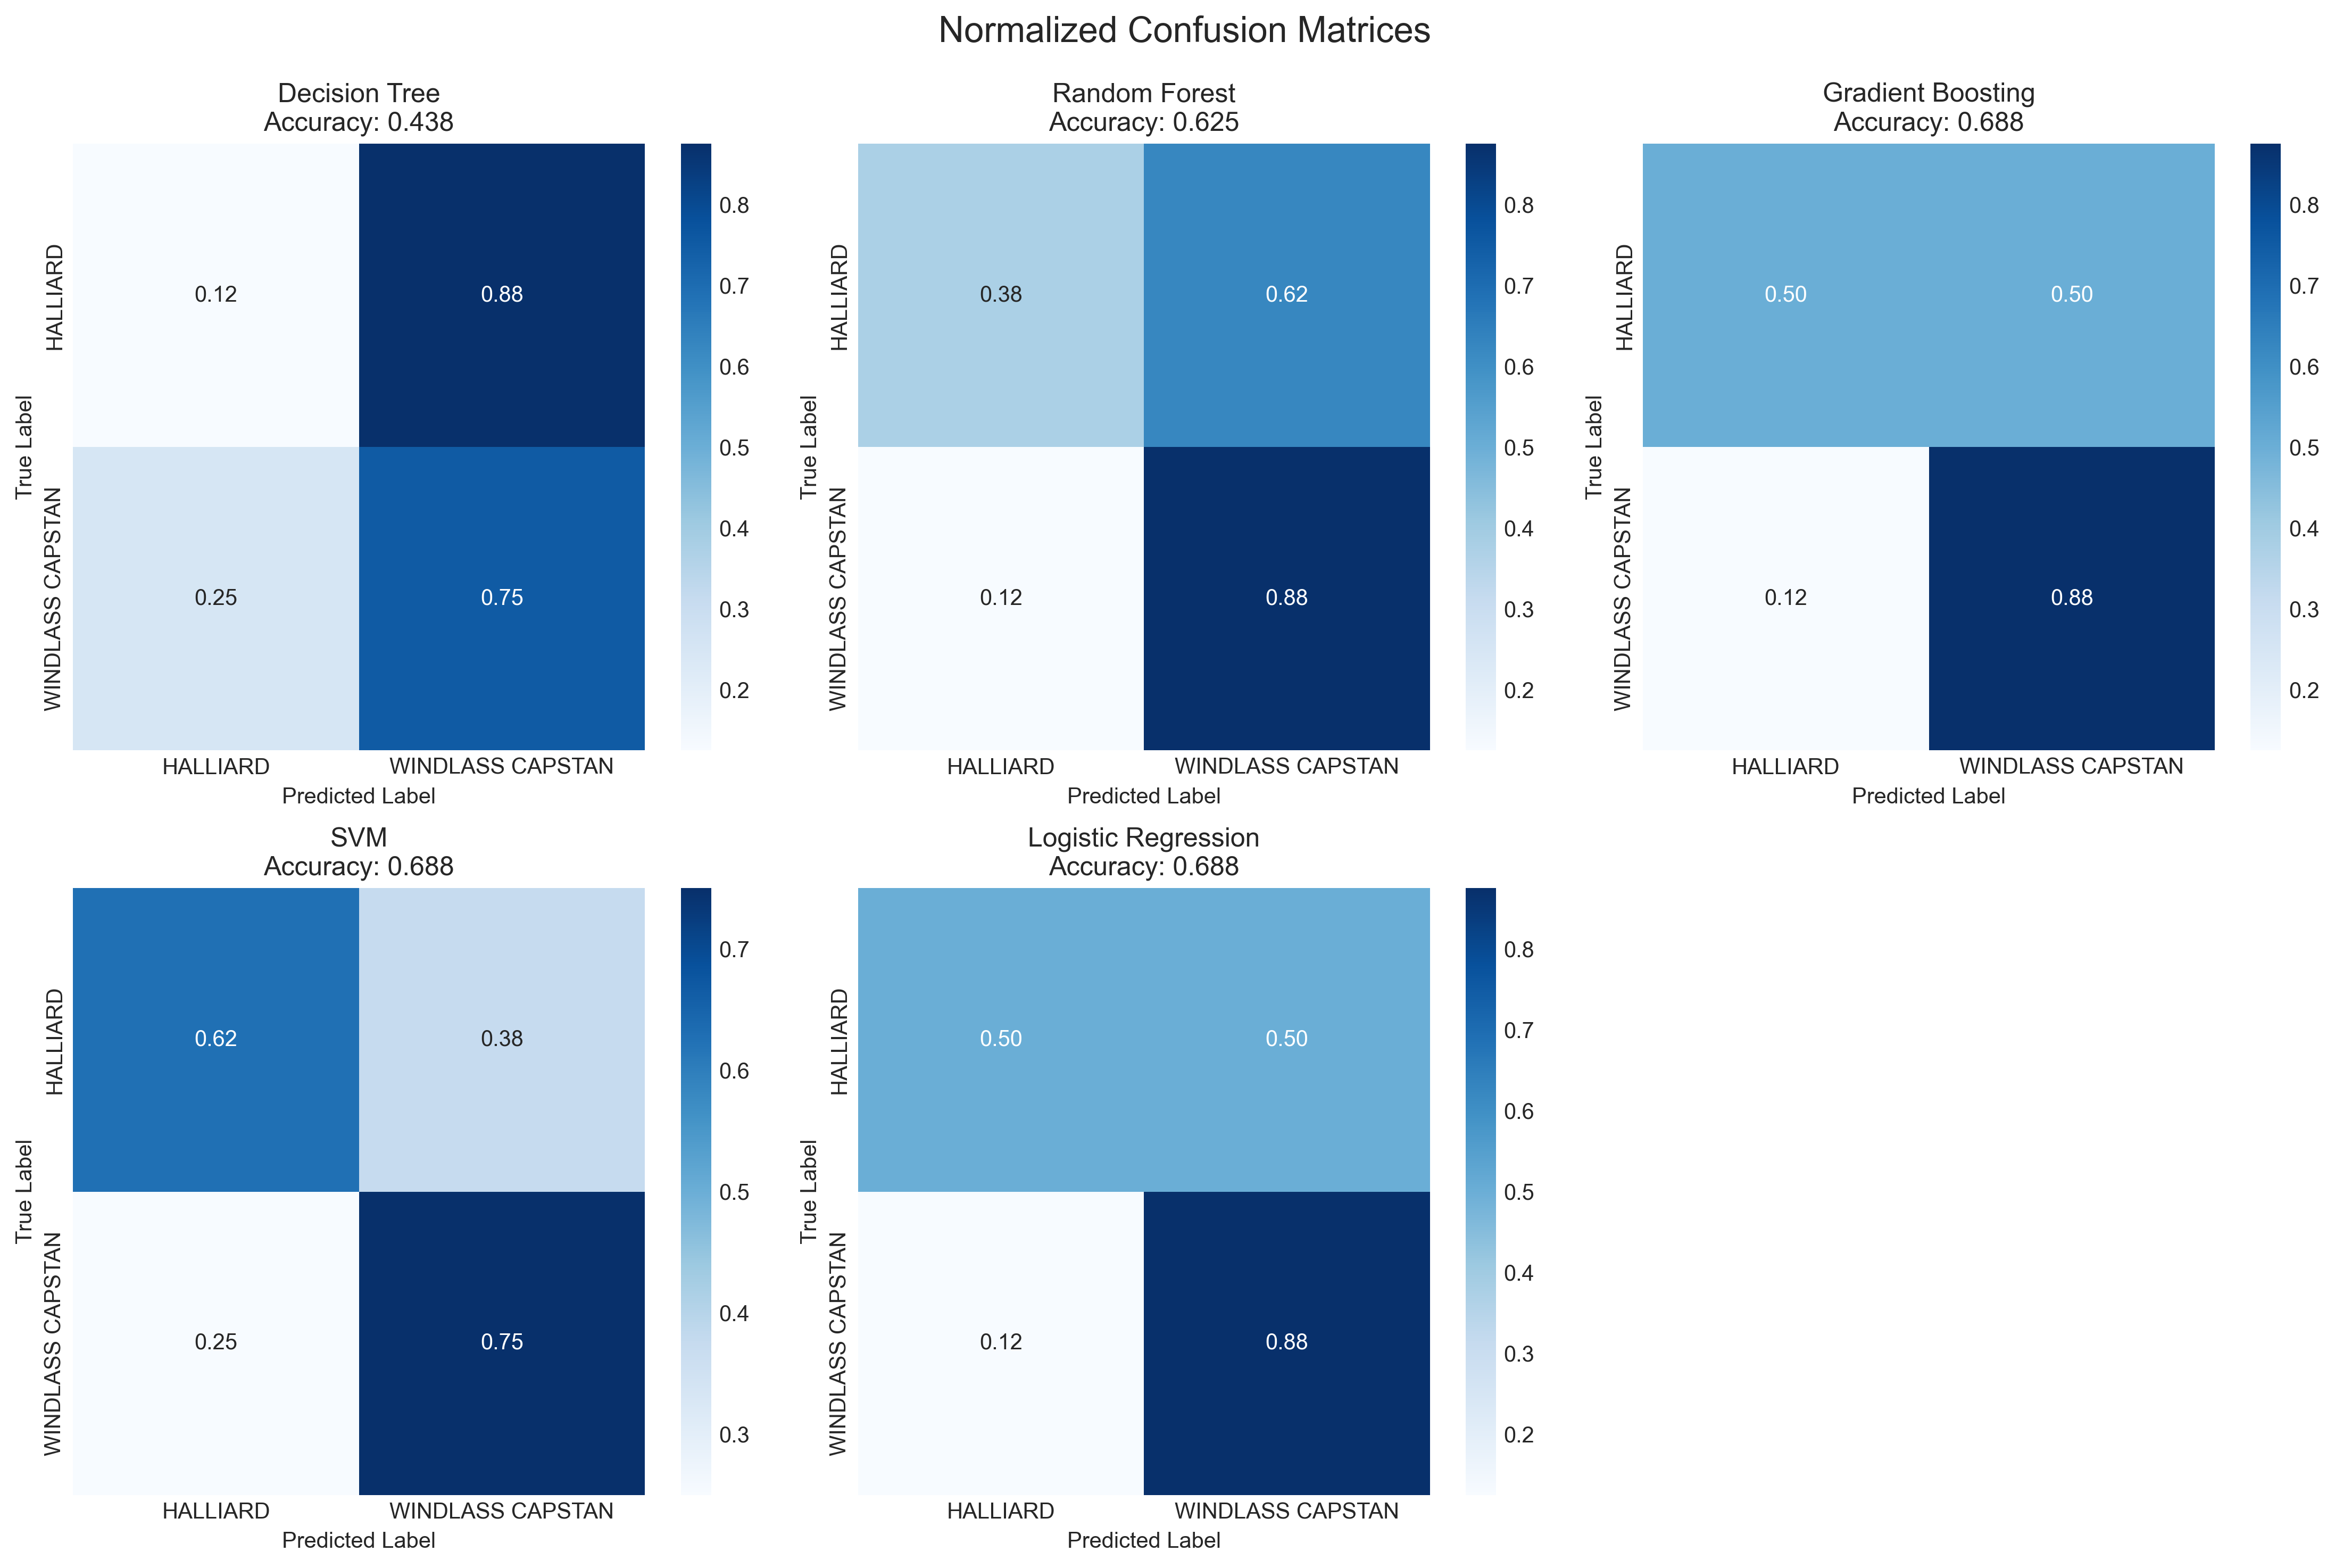 Normalized Confusion Matrices
Decision Tree
Accuracy: 0.438
True Label
HALLIARD
WINDLASS CAPSTAN
0.12
0.88
0.25
0.75
HALLIARD
WINDLASS CAPSTAN
Predicted Label
0.8
0.7
0.6
0.5
0.4
0.3
0.2
Random Forest
Accuracy: 0.625
True Label
HALLIARD
WINDLASS CAPSTAN
0.38
0.62
0.12
0.88
HALLIARD
WINDLASS CAPSTAN
Predicted Label
0.8
0.7
0.6
0.5
0.4
0.3
0.2
Gradient Boosting
Accuracy: 0.688
True Label
HALLIARD
WINDLASS CAPSTAN
0.50
0.50
0.12
0.88
HALLIARD
WINDLASS CAPSTAN
Predicted Label
0.8
0.7
0.6
0.5
0.4
0.3
0.2
SVM
Accuracy: 0.688
True Label
HALLIARD
WINDLASS CAPSTAN
0.62
0.38
0.25
0.75
HALLIARD
WINDLASS CAPSTAN
Predicted Label
0.7
0.6
0.5
0.4
0.3
Logistic Regression
Accuracy: 0.688
True Label
HALLIARD
WINDLASS CAPSTAN
0.50
0.50
0.12
0.88
HALLIARD
WINDLASS CAPSTAN
Predicted Label
0.8
0.7
0.6
0.5
0.4
0.3
0.2